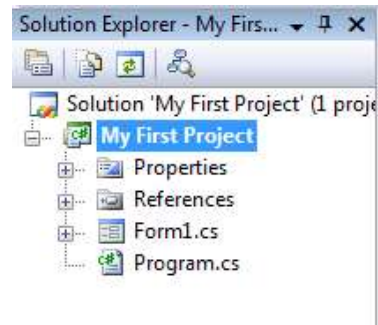 Solution Explorer - My Firs...
Solution 'My First Project' (1 proje
My First Project
Properties
References
Form1.cs
Program.cs